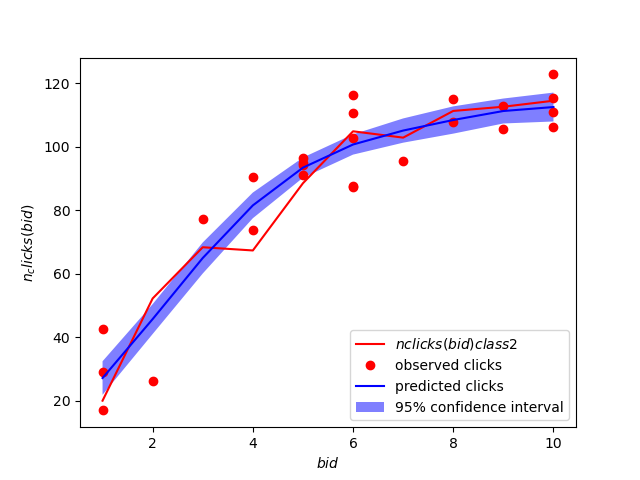 120
100
80
60
40
20
n_clicks(bid)
nclicks(bid)class2
observed clicks
predicted clicks
95% confidence interval
2 4 6 8 10
bid